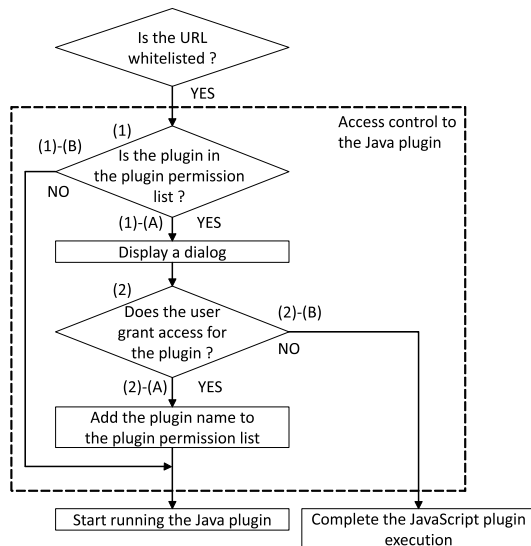 Is the URL
whitelisted ?
YES
Access control to
the Java plugin
(1)
(1)-(B)
Is the plugin in
the plugin permission
list ?
NO
(1)-(A)
YES
Display a dialog
(2)
Does the user
grant access for
the plugin ?
(2)-(B)
NO
(2)-(A)
YES
Add the plugin name to
the plugin permission list
Start running the Java plugin
Complete the JavaScript plugin
execution